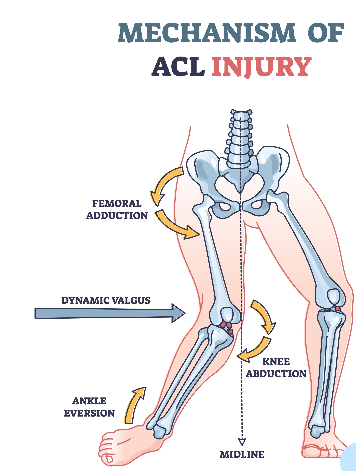 MECHANISM OF
ACL INJURY
FEMORAL
ADDUCTION
DYNAMIC VALGUS
KNEE
ABDUCTION
ANKLE
EVERSION
MIDLINE